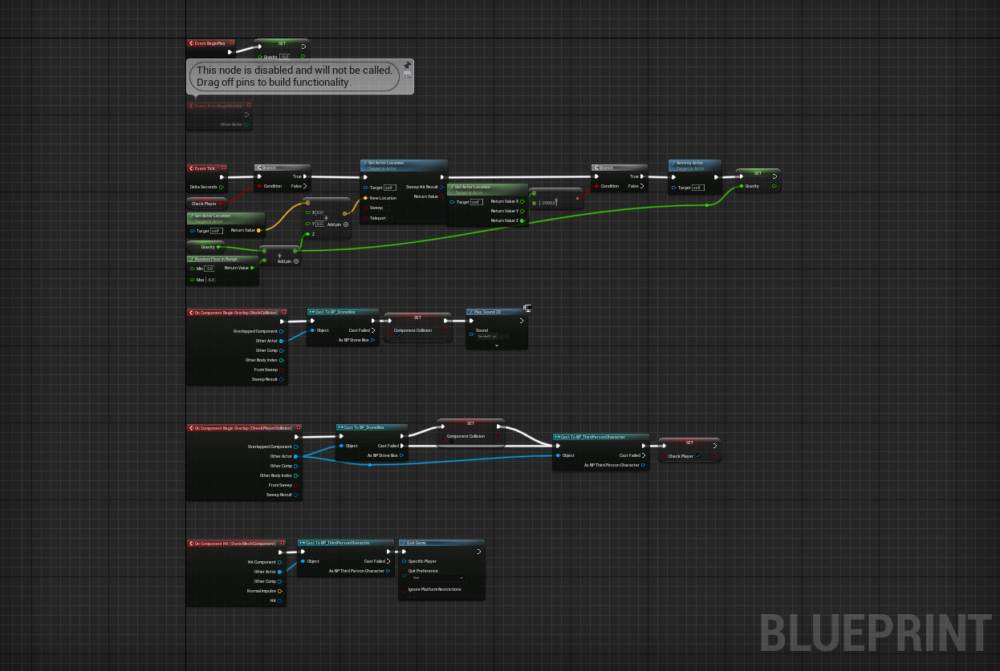 Event BeginPlay
SET
Gravity -5.0
This node is disabled and will not be called.
Drag off pins to build functionality.
Event ActorBeginOverlap
Other Actor
Event Tick
Delta Seconds
Check Player
Branch
True
Condition
False
Set Actor Location
Target is Actor
Target self
Sweep Hit Result
New Location
Return Value
Sweep
Teleport
Get Actor Location
Target is Actor
Target self
Return Value
X 0.0
Y 0.0
Z
Add pin
Gravity
Random Float in Range
Min -3.0
Return Value
Max -6.0
Add pin
Get Actor Location
Target is Actor
Target self
Return Value X
Return Value Y
Return Value Z
-2000.0
Branch
True
Condition
False
Destroy Actor
Target is Actor
Target self
SET
Gravity
On Component Begin Overlap (RockCollision)
Overlapped Component
Other Actor
Other Comp
Other Body Index
From Sweep
Sweep Result
Cast To BP_StoneBox
Object
Cast Failed
As BP Stone Box
SET
Component Collision
Play Sound 2D
Sound
On Component Begin Overlap (CheckPlayerCollision)
Overlapped Component
Other Actor
Other Comp
Other Body Index
From Sweep
Sweep Result
Cast To BP_StoneBox
Object
Cast Failed
As BP Stone Box
SET
Component Collision
Cast To BP_ThirdPersonCharacter
Object
Cast Failed
As BP Third Person Character
SET
Check Player
On Component Hit (StaticMeshComponent)
Hit Component
Other Actor
Other Comp
Normal Impulse
Hit
Cast To BP_ThirdPersonCharacter
Object
Cast Failed
As BP Third Person Character
Quit Game
Specific Player
Quit Preference
Quit
Ignore Platform Restrictions
BLUEPRINT